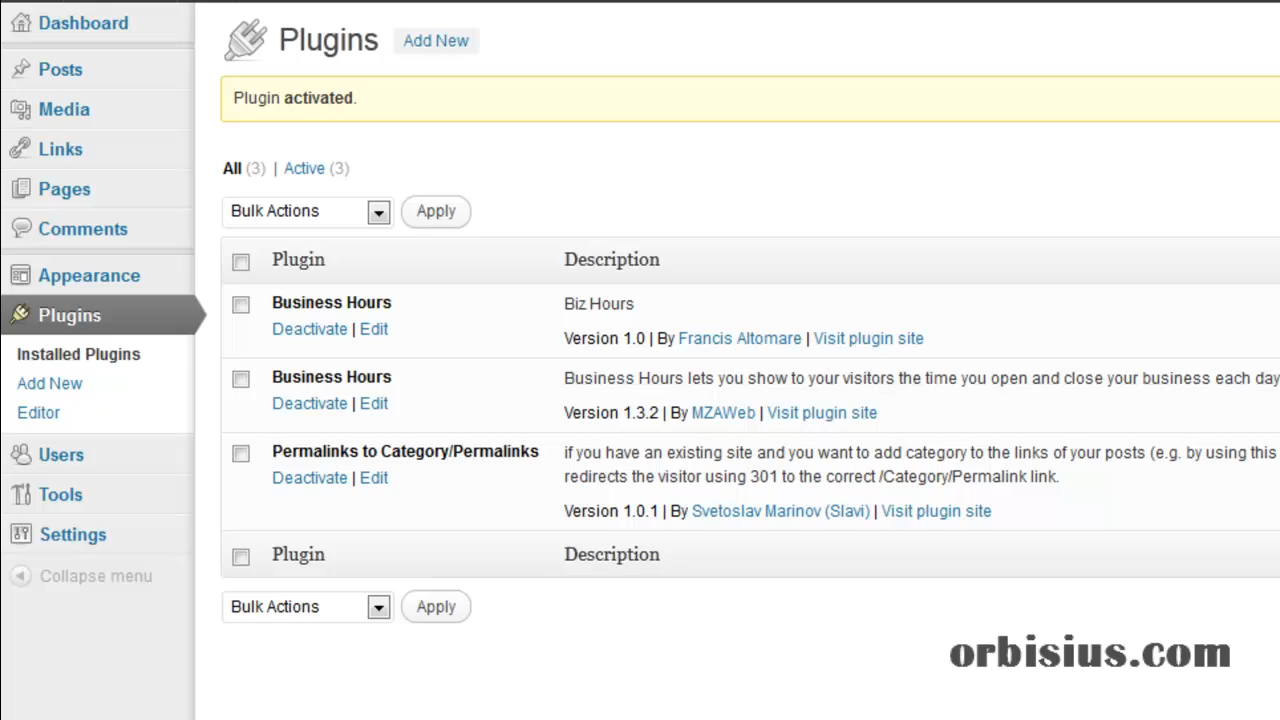 Dashboard
Posts
Media
Links
Pages
Comments
Appearance
Plugins
Installed Plugins
Add New
Editor
Users
Tools
Settings
Collapse menu
Plugins Add New
Plugin activated.
All (3) | Active (3)
Bulk Actions Apply
Plugin Description
Business Hours Biz Hours
Deactivate | Edit
Version 1.0 | By Francis Altomare | Visit plugin site
Business Hours Business Hours lets you show to your visitors the time you open and close your business each day
Deactivate | Edit
Version 1.3.2 | By MZAWeb | Visit plugin site
Permalinks to Category/Permalinks if you have an existing site and you want to add category to the links of your posts (e.g. by using this
Deactivate | Edit redirects the visitor using 301 to the correct /Category/Permalink link.
Version 1.0.1 | By Svetoslav Marinov (Slavi) | Visit plugin site
Plugin Description
Bulk Actions Apply
orbisius.com